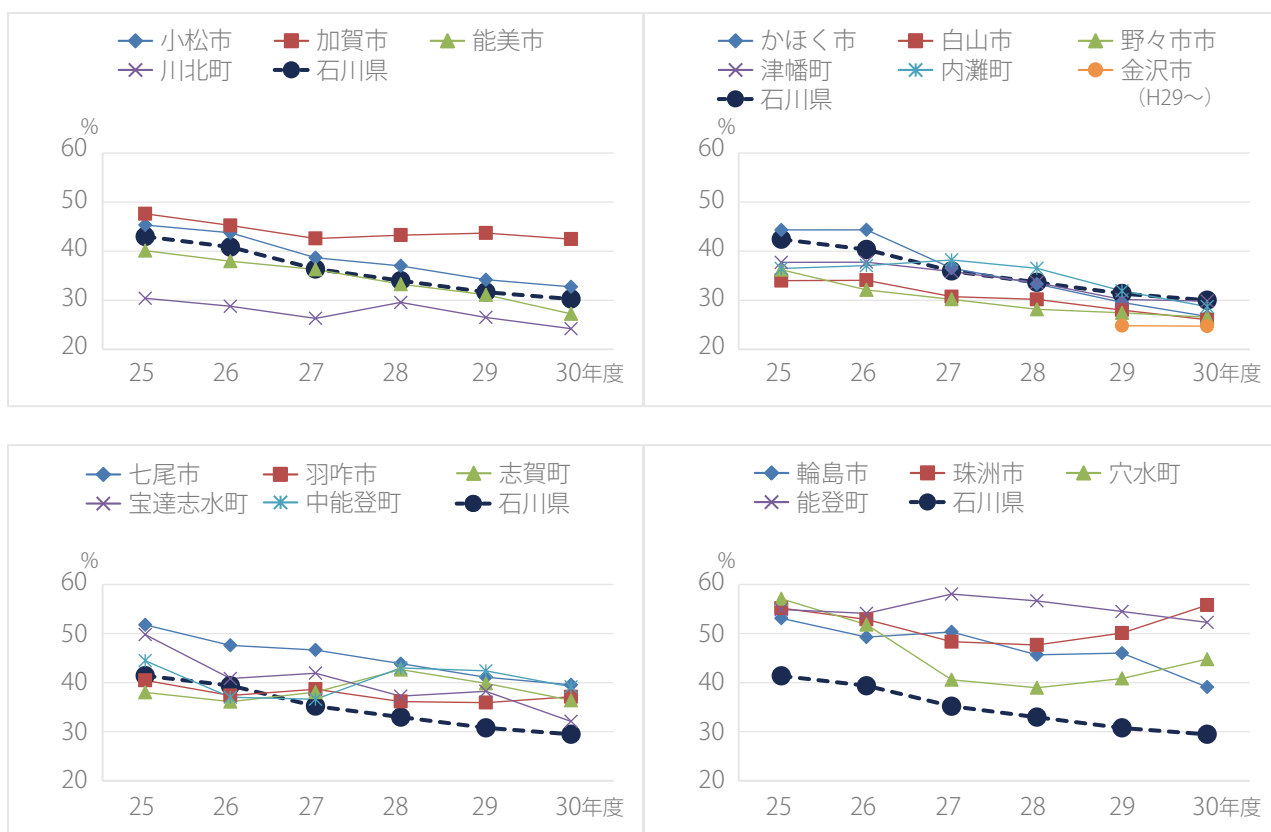 小松市 加賀市 能美市
川北町 石川県
%
60
50
40
30
20
25 26 27 28 29 30年度
かほく市 白山市 野々市市
津幡町 内灘町 金沢市
石川県 (H29～)
%
60
50
40
30
20
25 26 27 28 29 30年度
七尾市 羽咋市 志賀町
宝達志水町 中能登町 石川県
%
60
50
40
30
20
25 26 27 28 29 30年度
輪島市 珠洲市 穴水町
能登町 石川県
%
60
50
40
30
20
25 26 27 28 29 30年度